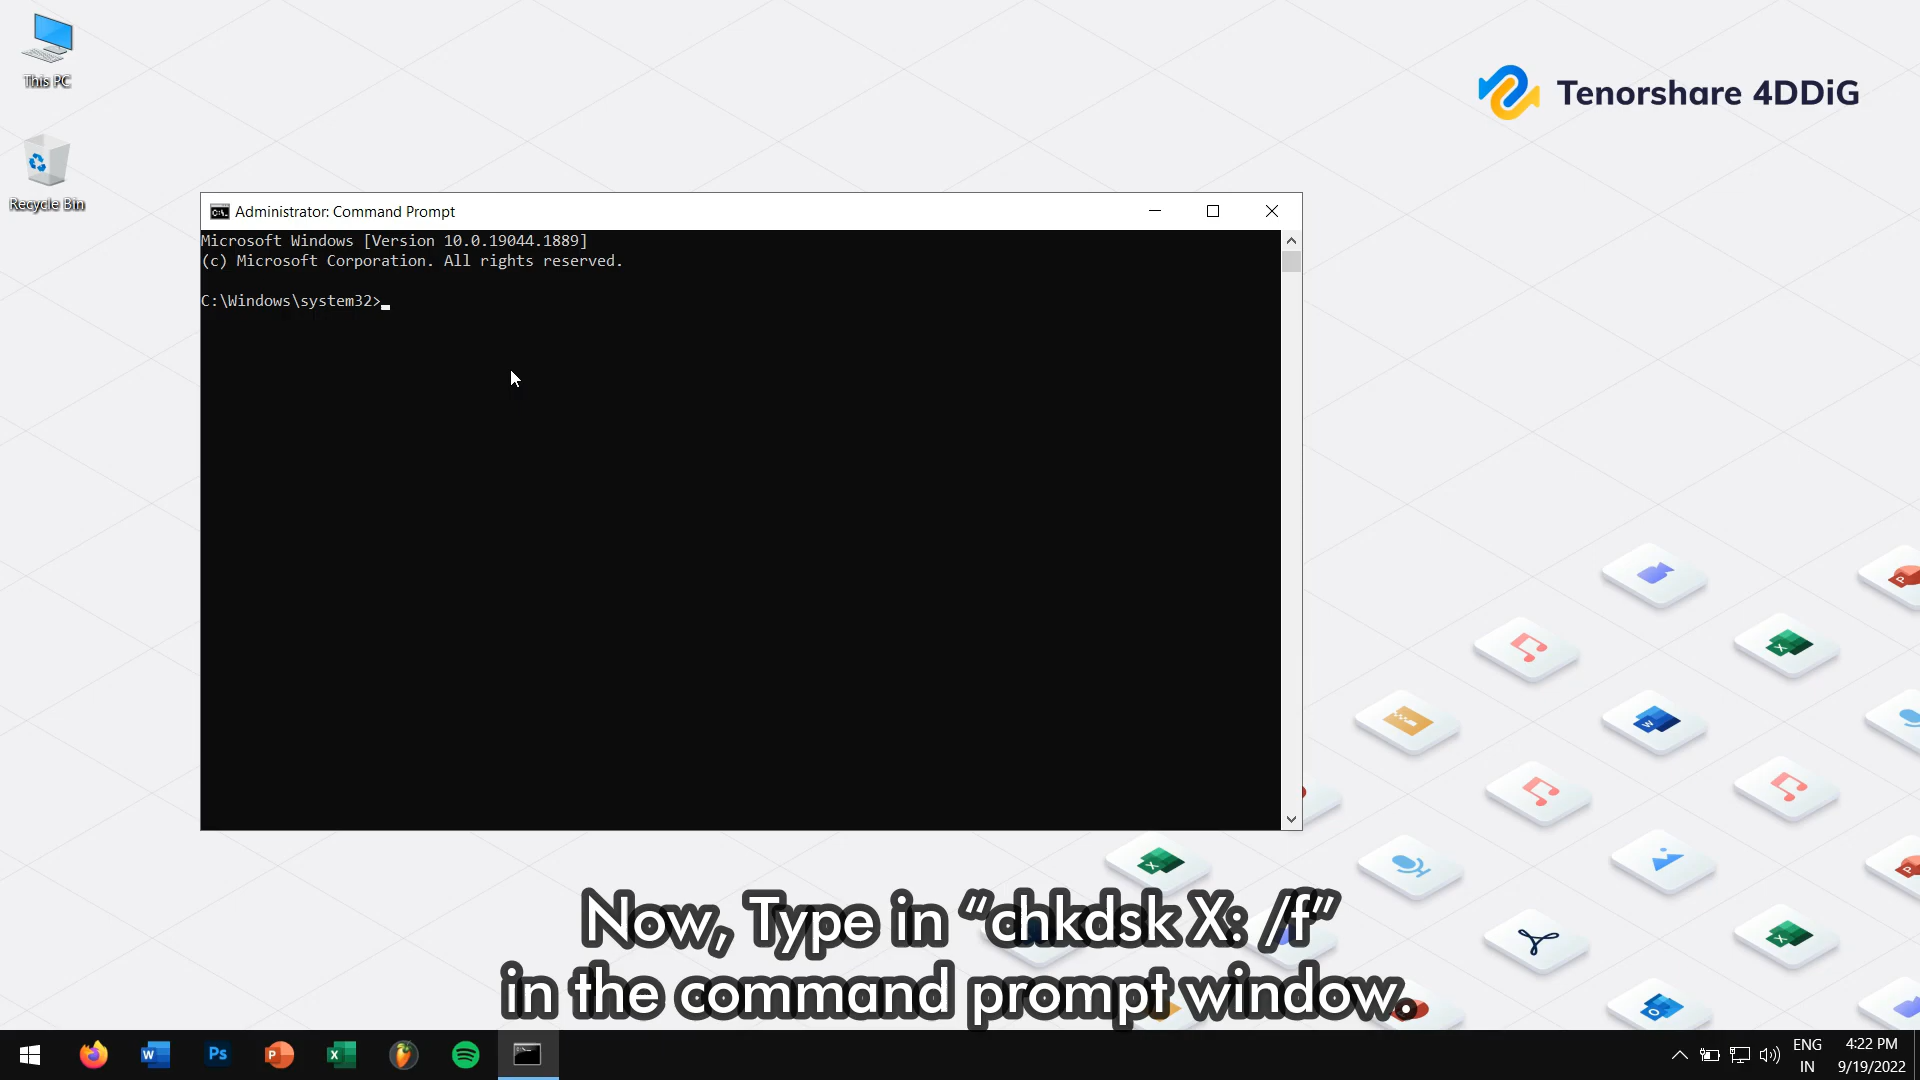 This PC
Recycle Bin
Tenorshare 4DDiG
Administrator: Command Prompt
Microsoft Windows [Version 10.0.19044.1889]
(c) Microsoft Corporation. All rights reserved.
C:\Windows\system32>
Now, Type in “chkdsk X: /f”
in the command prompt window.
ENG
IN
4:22 PM
9/19/2022